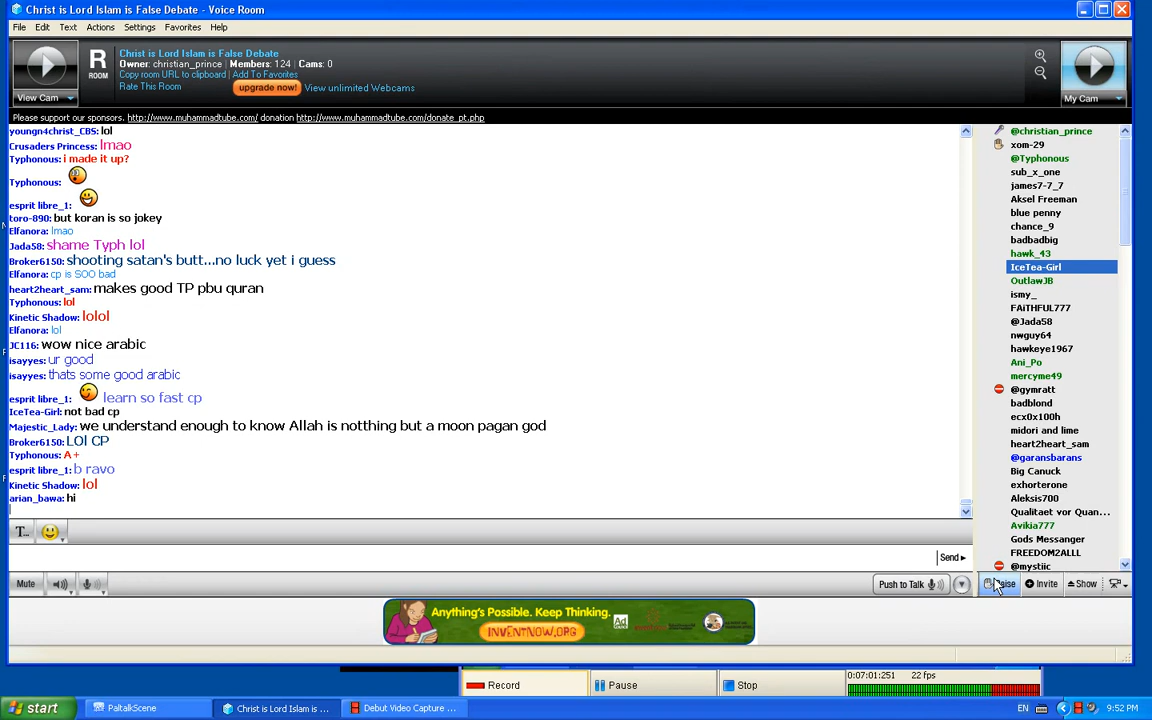 Christ is Lord Islam is False Debate - Voice Room
File Edit Text Actions Settings Favorites Help
R
ROOM
Christ is Lord Islam is False Debate
Owner: christian_prince | Members: 124 | Cams: 0
Copy room URL to clipboard | Add To Favorites
Rate This Room
upgrade now! View unlimited Webcams
View Cam
My Cam
Please support our sponsors. http://www.muhammadtube.com/ donation http://www.muhammadtube.com/donate_pt.php
youngn4christ_CBS: lol
Crusaders Princess: lmao
Typhonous: i made it up?
Typhonous:
esprit libre_1:
toro-890: but koran is so jokey
Elfanora: lmao
Jada58: shame Typh lol
Broker6150: shooting satan's butt...no luck yet i guess
Elfanora: cp is SOO bad
heart2heart_sam: makes good TP pbu quran
Typhonous: lol
Kinetic Shadow: lolol
Elfanora: lol
JC116: wow nice arabic
isayyes: ur good
isayyes: thats some good arabic
esprit libre_1: learn so fast cp
IceTea-Girl: not bad cp
Majestic_Lady: we understand enough to know Allah is notthing but a moon pagan god
Broker6150: LOl CP
Typhonous: A+
esprit libre_1: b ravo
Kinetic Shadow: lol
arian_bawa: hi
@christian_prince
xom-29
@Typhonous
sub_x_one
james7-7_7
Aksel Freeman
blue penny
chance_9
badbadbig
hawk_43
IceTea-Girl
OutlawJB
ismy_
FAiTHFUL777
@Jada58
nwguy64
hawkeye1967
Ani_Po
mercyme49
@gymratt
badblond
ecx0x100h
midori and lime
heart2heart_sam
@garansbarans
Big Canuck
exhorterone
Aleksis700
Qualitaet vor Quan...
Avikia777
Gods Messanger
FREEDOM2ALLL
@mystiic
T...
Send
Mute
Push to Talk
Invite
Show
Anything's Possible. Keep Thinking.
INVENTNOW.ORG
Ad Council
Record
Pause
Stop
0:07:01:251 22 fps
start
PaltalkScene
Christ is Lord Islam is ...
Debut Video Capture ...
EN
9:52 PM